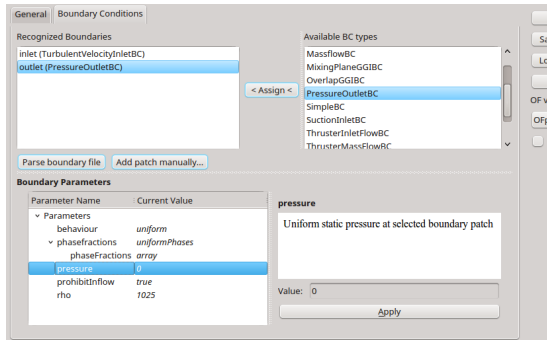 General
Boundary Conditions
Recognized Boundaries
inlet (TurbulentVelocityInletBC)
outlet (PressureOutletBC)
< Assign <
Available BC types
MassflowBC
MixingPlaneGGIBC
OverlapGGIBC
PressureOutletBC
SimpleBC
SuctionInletBC
ThrusterInletFlowBC
ThrusterMassFlowBC
Parse boundary file
Add patch manually...
Boundary Parameters
Parameter Name Current Value
Parameters
behaviour uniform
phasefractions uniformPhases
phaseFractions array
pressure 0
prohibitInflow true
rho 1025
pressure
Uniform static pressure at selected boundary patch
Value: 0
Apply
Sa
Lo
OF v
OFp